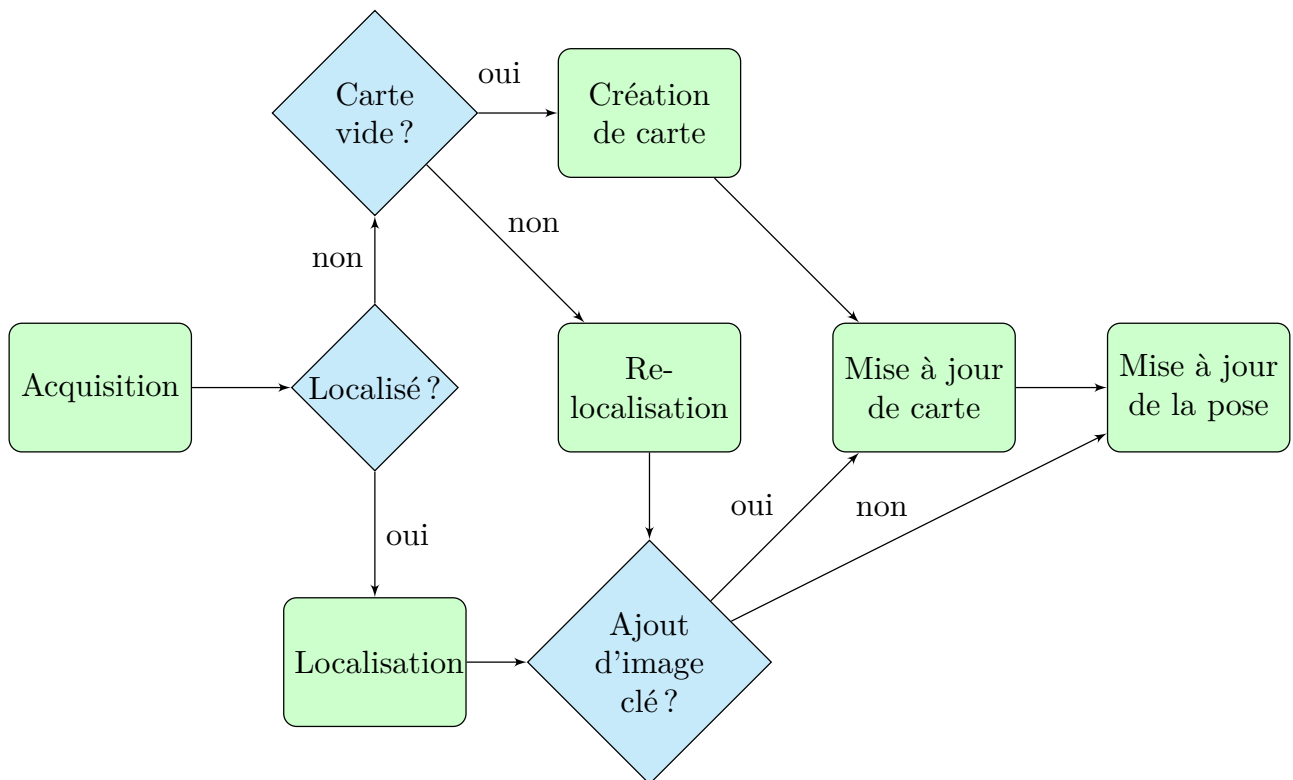 Carte
vide ?
oui
Création
de carte
non
non
Acquisition
Localisé ?
Re-
localisation
Mise à jour
de carte
Mise à jour
de la pose
oui
oui
non
Localisation
Ajout
d'image
clé ?